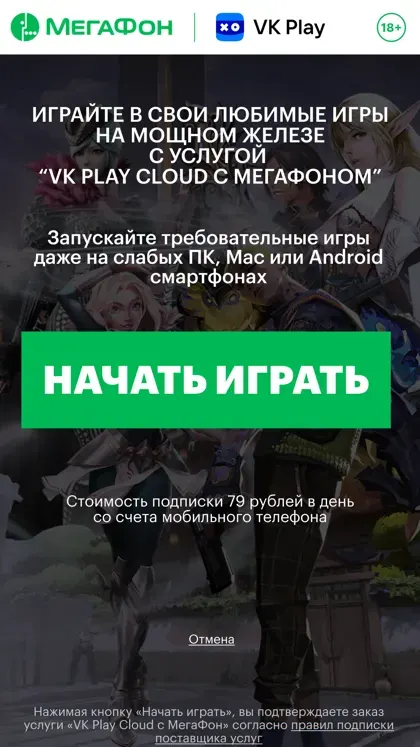 МЕГАФОН
VK Play
18+
ИГРАЙТЕ В СВОИ ЛЮБИМЫЕ ИГРЫ
НА МОЩНОМ ЖЕЛЕЗЕ
С УСЛУГОЙ
“VK PLAY CLOUD С МЕГАФОНОМ”
Запускайте требовательные игры
даже на слабых ПК, Mac или Android
смартфонах
НАЧАТЬ ИГРАТЬ
Стоимость подписки 79 рублей в день
со счета мобильного телефона
Отмена
Нажимая кнопку «Начать играть», вы подтверждаете заказ
услуги «VK Play Cloud с МегаФон» согласно правил подписки
поставщика услуг